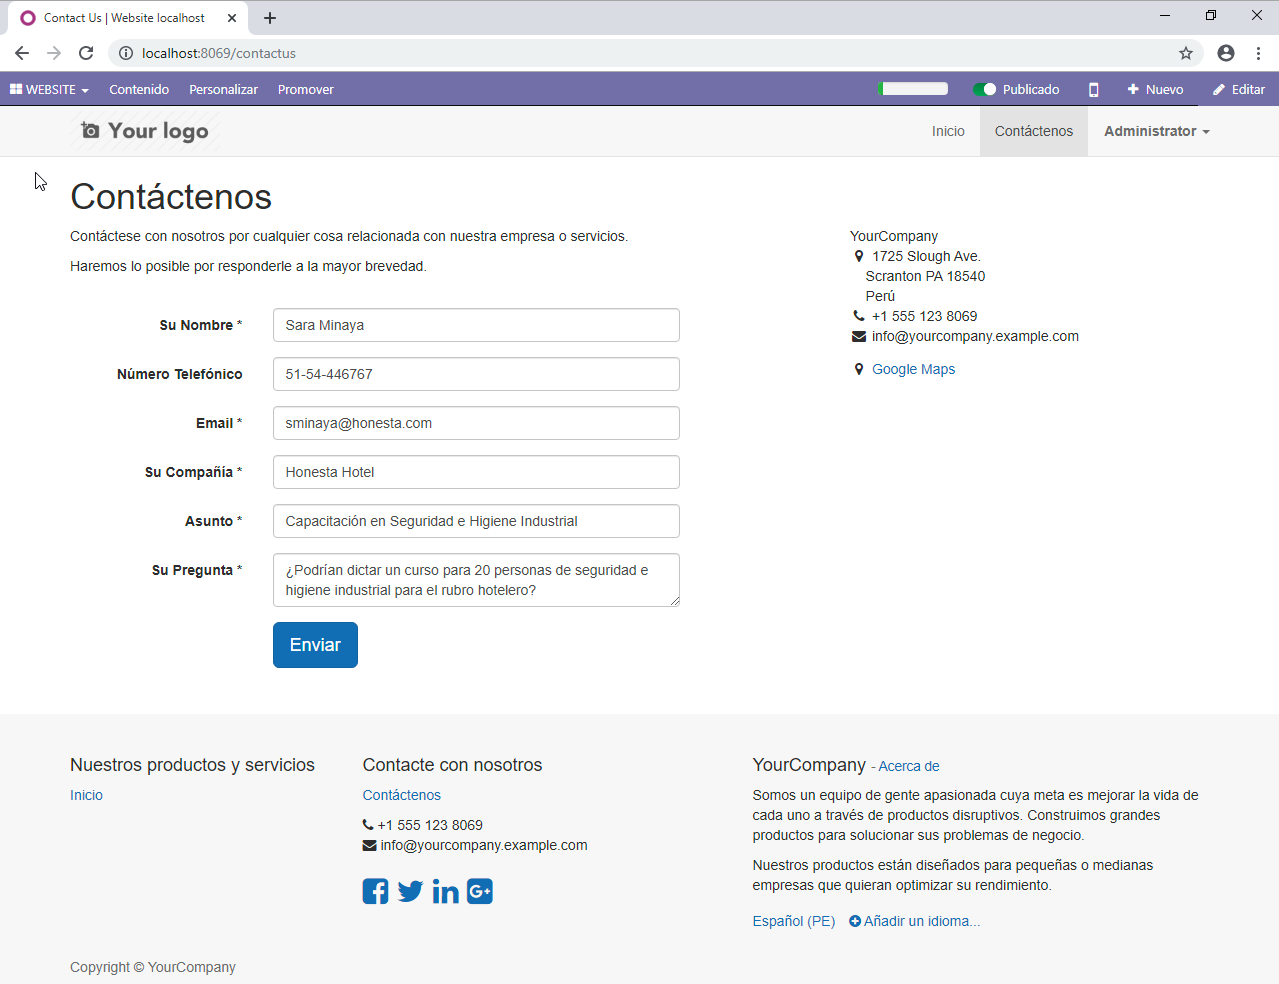 Contact Us | Website localhost
localhost:8069/contactus
WEBSITE Contenido Personalizar Promover Publicado Nuevo Editar
Your logo Inicio Contáctenos Administrator
Contáctenos
Contáctese con nosotros por cualquier cosa relacionada con nuestra empresa o servicios.
Haremos lo posible por responderle a la mayor brevedad.
Su Nombre * Sara Minaya
Número Telefónico 51-54-446767
Email * sminaya@honesta.com
Su Compañía * Honesta Hotel
Asunto * Capacitación en Seguridad e Higiene Industrial
Su Pregunta * ¿Podrían dictar un curso para 20 personas de seguridad e
higiene industrial para el rubro hotelero?
Enviar
YourCompany
1725 Slough Ave.
Scranton PA 18540
Perú
+1 555 123 8069
info@yourcompany.example.com
Google Maps
Nuestros productos y servicios
Inicio
Contacte con nosotros
Contáctenos
+1 555 123 8069
info@yourcompany.example.com
YourCompany - Acerca de
Somos un equipo de gente apasionada cuya meta es mejorar la vida de
cada uno a través de productos disruptivos. Construimos grandes
productos para solucionar sus problemas de negocio.
Nuestros productos están diseñados para pequeñas o medianas
empresas que quieran optimizar su rendimiento.
Español (PE) Añadir un idioma...
Copyright © YourCompany